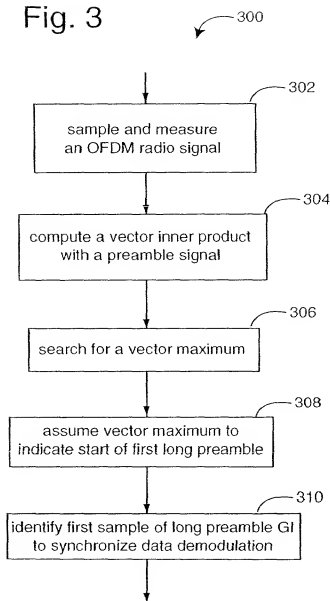 Fig. 3
300
302
sample and measure
an OFDM radio signal
304
compute a vector inner product
with a preamble signal
306
search for a vector maximum
308
assume vector maximum to
indicate start of first long preamble
310
identify first sample of long preamble GI
to synchronize data demodulation